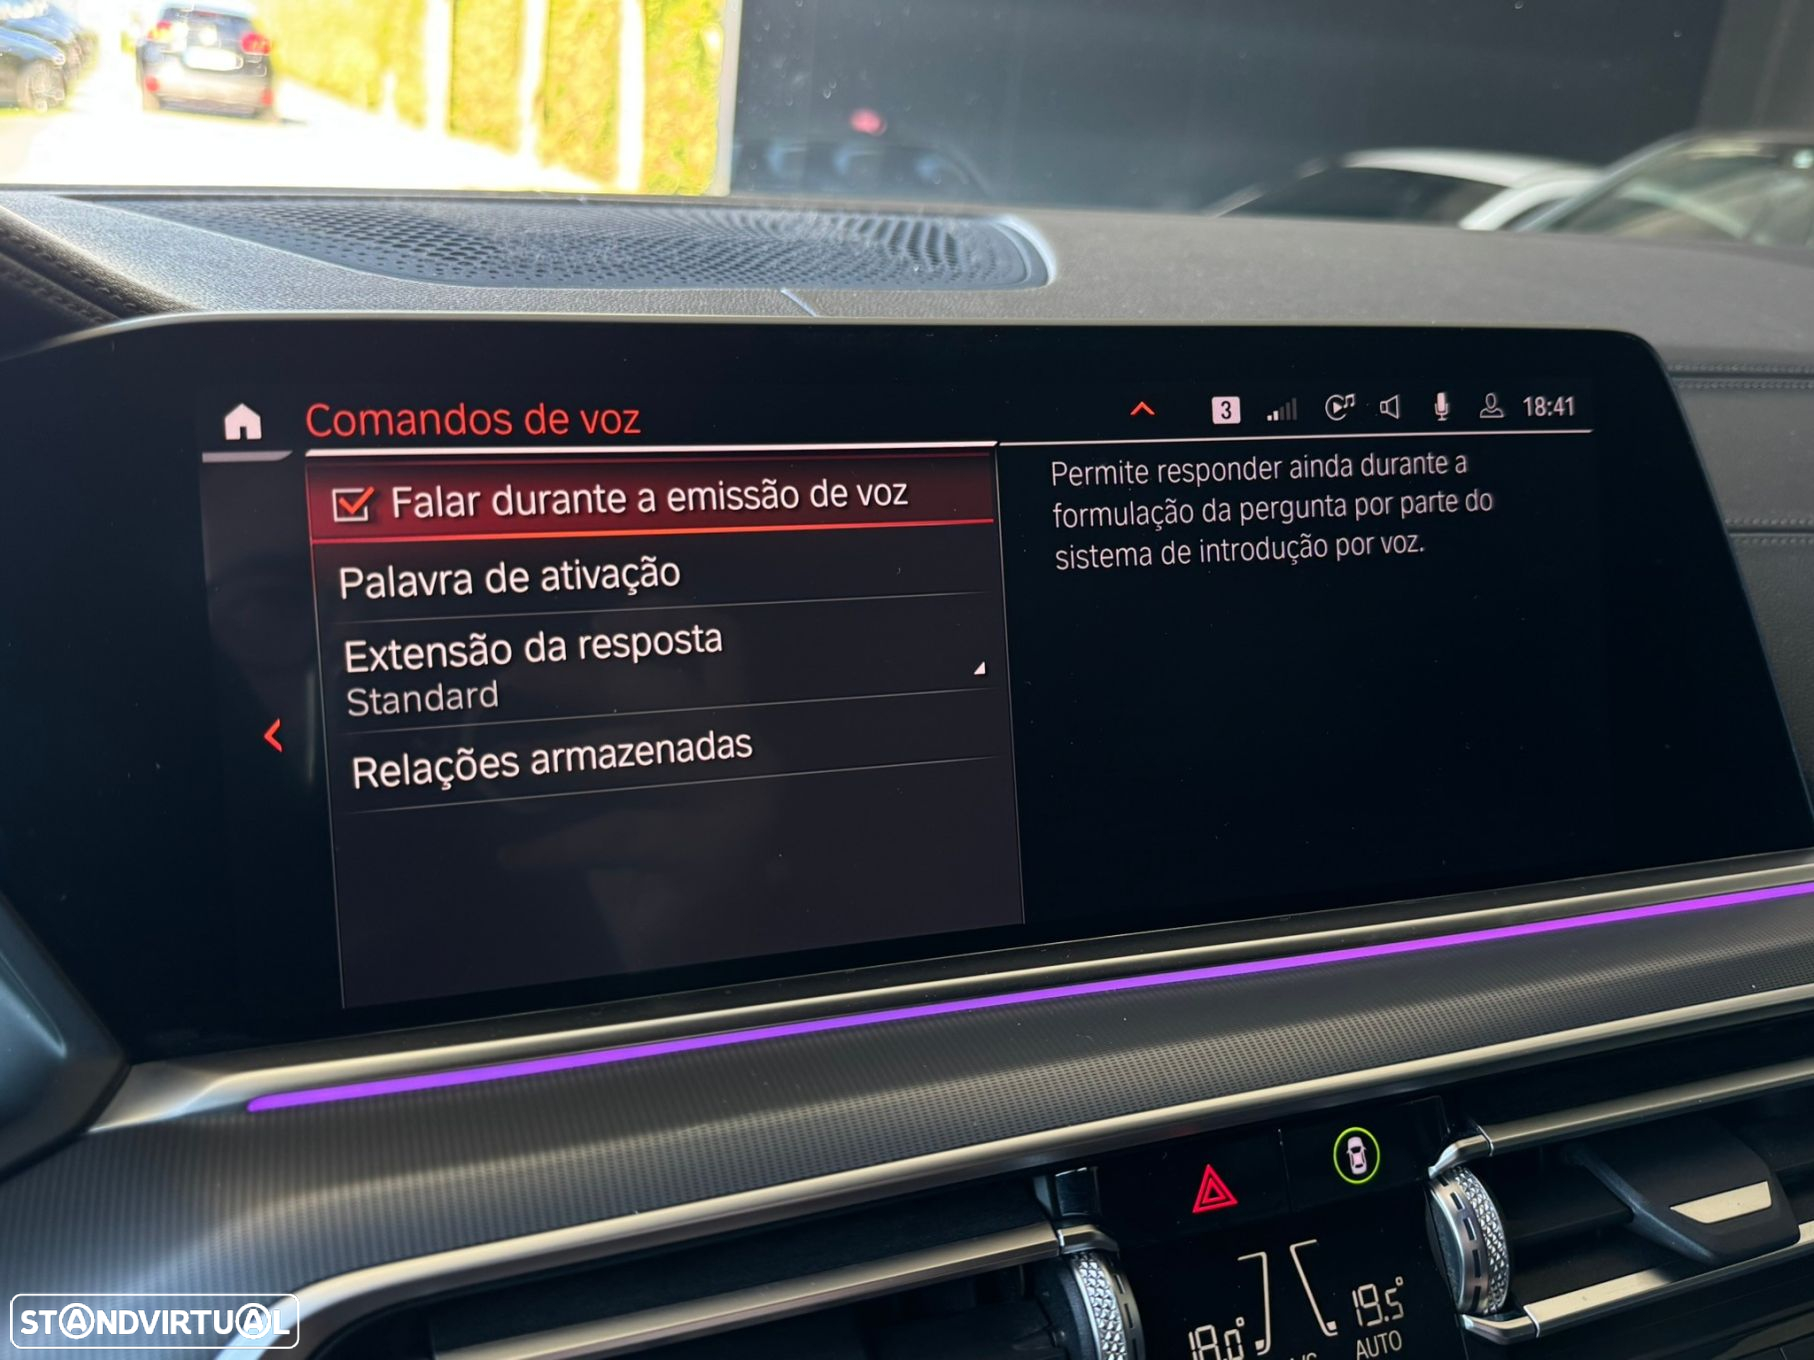 Comandos de voz
3
18:41
Falar durante a emissão de voz
Palavra de ativação
Extensão da resposta
Standard
Relações armazenadas
Permite responder ainda durante a
formulação da pergunta por parte do
sistema de introdução por voz.
18.0°
19.5°
AUTO
STANDVIRTUAL